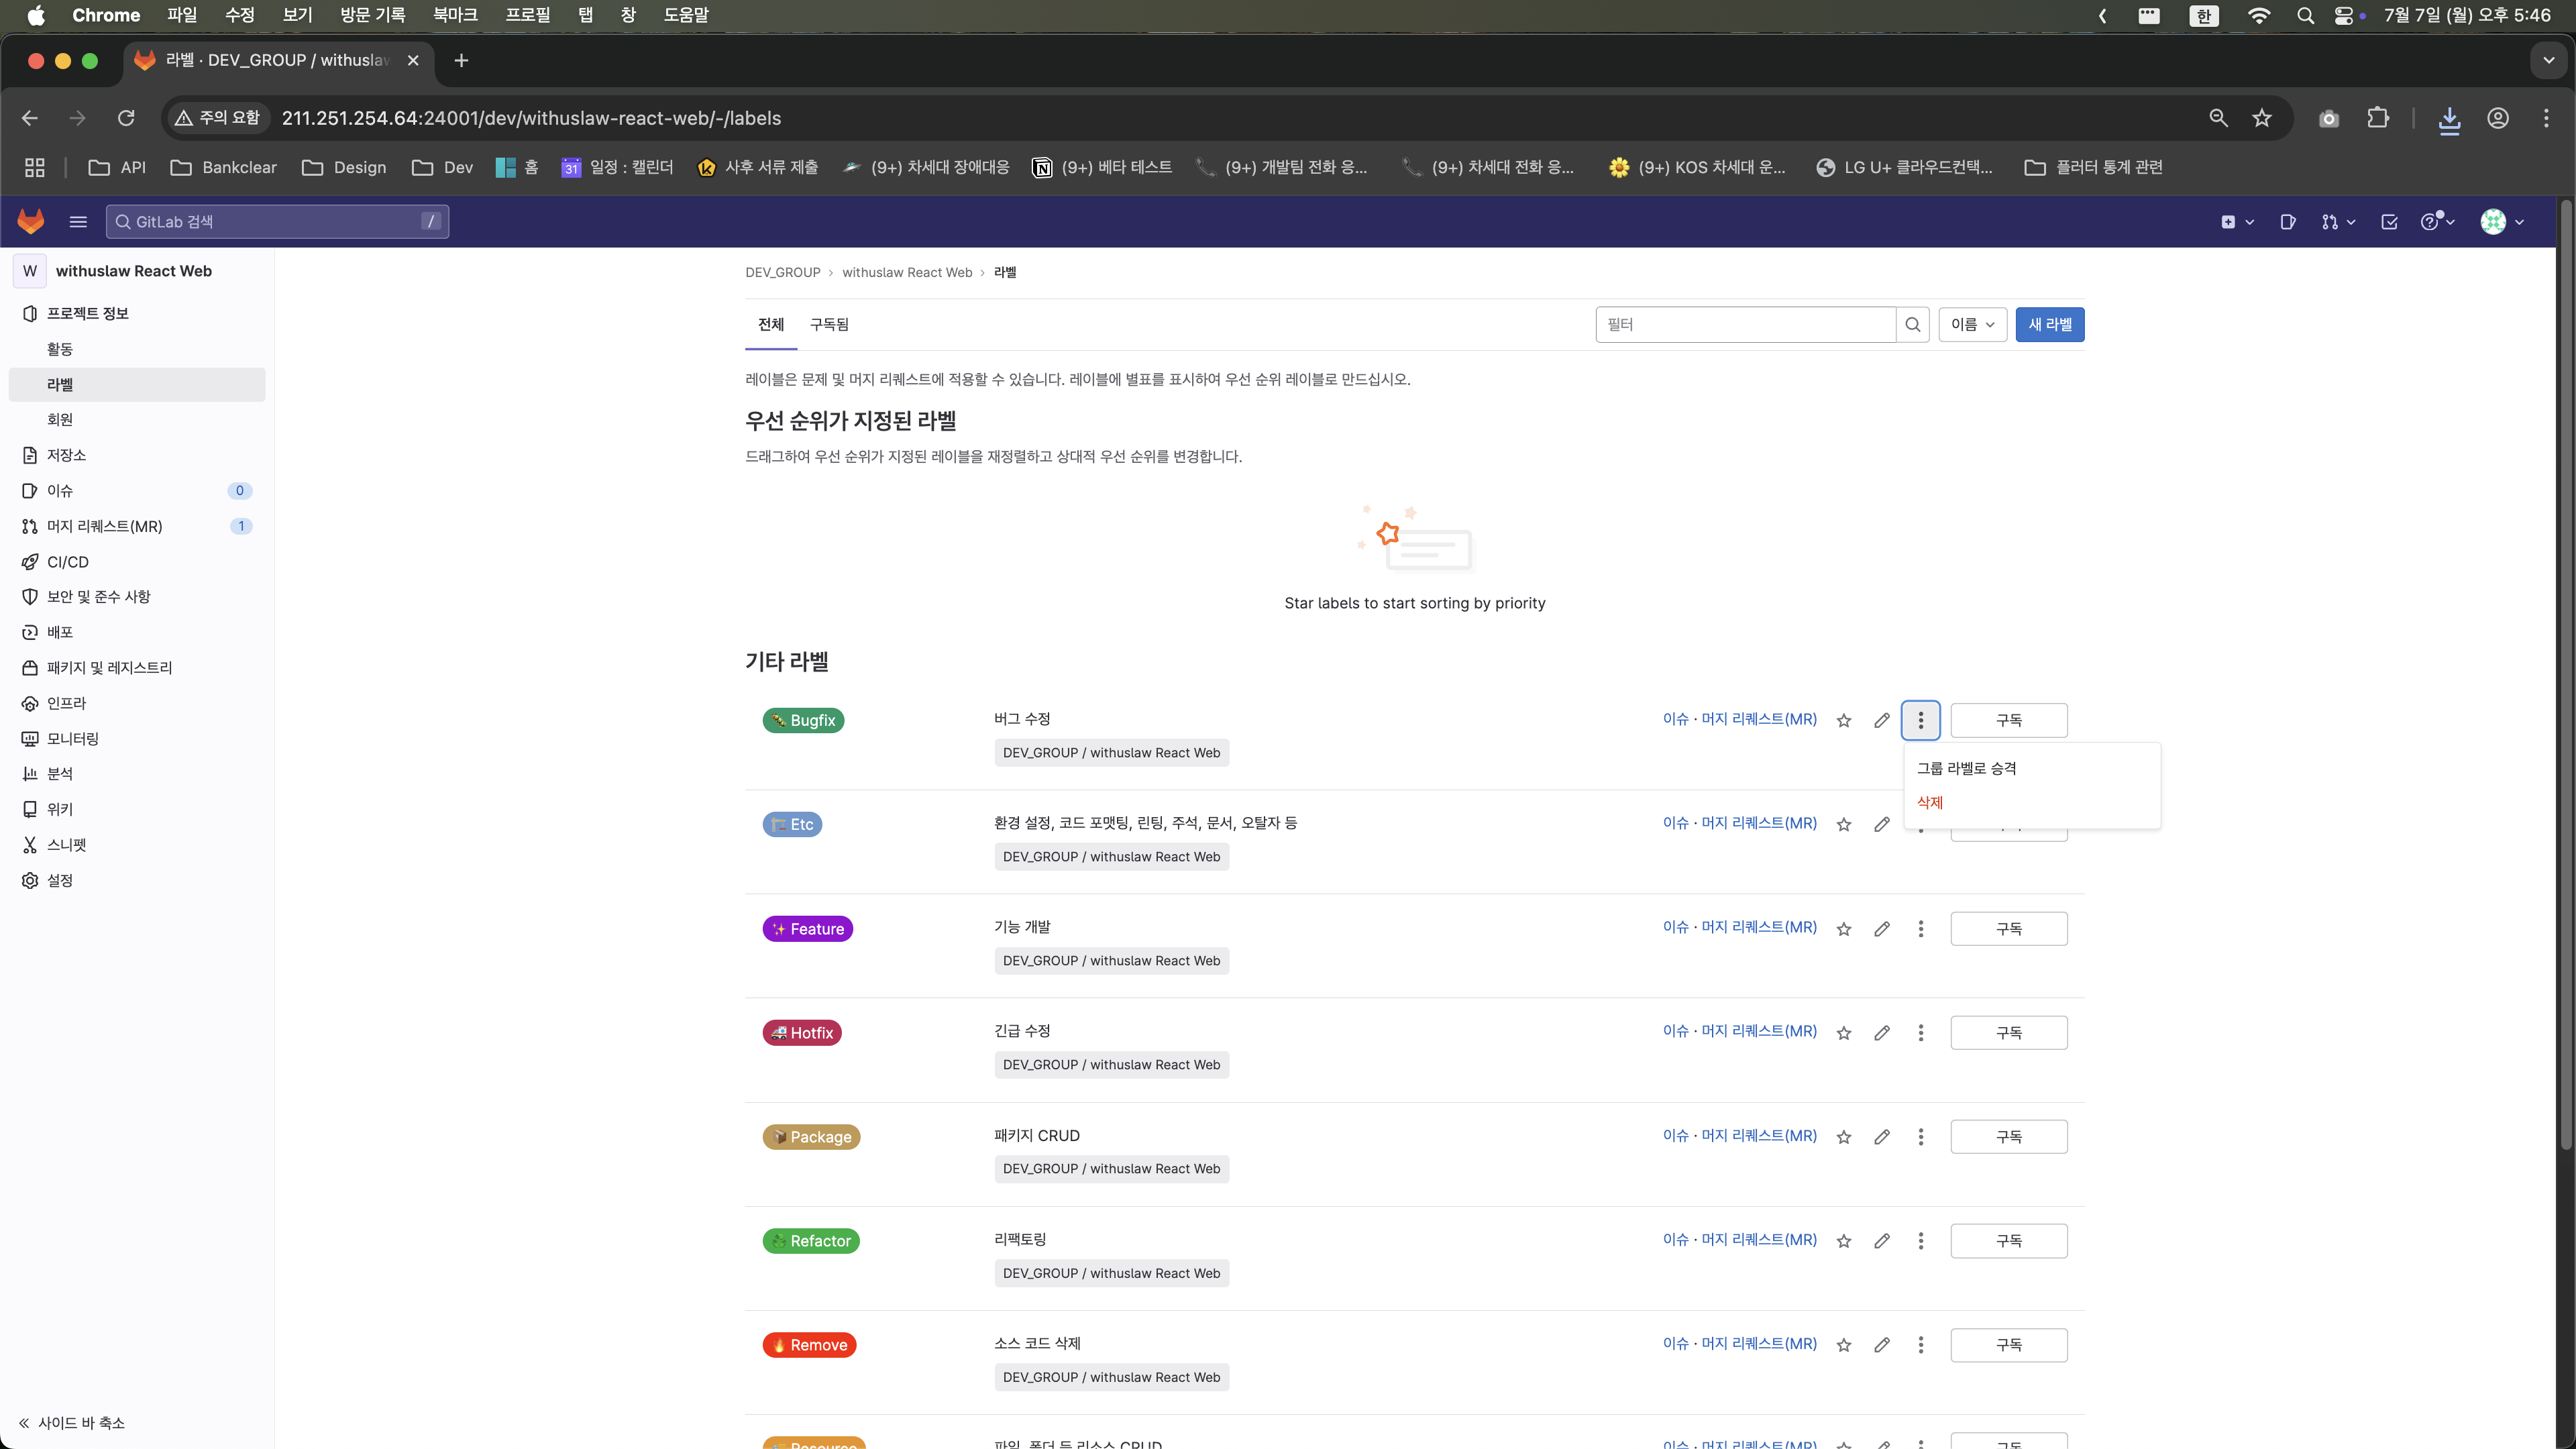 Chrome 파일 수정 보기 방문 기록 북마크 프로필 탭 창 도움말 한 7월 7일 (월) 오후 5:46
라벨 · DEV_GROUP / withuslaw
주의 요함 211.251.254.64:24001/dev/withuslaw-react-web/-/labels
API Bankclear Design Dev 홈 31 일정 : 캘린더 사후 서류 제출 (9+) 차세대 장애대응 (9+) 베타 테스트 (9+) 개발팀 전화 응... (9+) 차세대 전화 응... (9+) KOS 차세대 운... LG U+ 클라우드컨택... 플러터 통계 관련
GitLab 검색 /
W withuslaw React Web
프로젝트 정보
활동
라벨
회원
저장소
이슈 0
머지 리퀘스트(MR) 1
CI/CD
보안 및 준수 사항
배포
패키지 및 레지스트리
인프라
모니터링
분석
위키
스니펫
설정
사이드 바 축소
DEV_GROUP › withuslaw React Web › 라벨
전체 구독됨 필터 이름 새 라벨
레이블은 문제 및 머지 리퀘스트에 적용할 수 있습니다. 레이블에 별표를 표시하여 우선 순위 레이블로 만드십시오.
우선 순위가 지정된 라벨
드래그하여 우선 순위가 지정된 레이블을 재정렬하고 상대적 우선 순위를 변경합니다.
Star labels to start sorting by priority
기타 라벨
🐛 Bugfix 버그 수정 이슈 · 머지 리퀘스트(MR) 구독
DEV_GROUP / withuslaw React Web
그룹 라벨로 승격
삭제
🏗️ Etc 환경 설정, 코드 포맷팅, 린팅, 주석, 문서, 오탈자 등 이슈 · 머지 리퀘스트(MR)
DEV_GROUP / withuslaw React Web
✨ Feature 기능 개발 이슈 · 머지 리퀘스트(MR) 구독
DEV_GROUP / withuslaw React Web
🚑 Hotfix 긴급 수정 이슈 · 머지 리퀘스트(MR) 구독
DEV_GROUP / withuslaw React Web
📦 Package 패키지 CRUD 이슈 · 머지 리퀘스트(MR) 구독
DEV_GROUP / withuslaw React Web
♻️ Refactor 리팩토링 이슈 · 머지 리퀘스트(MR) 구독
DEV_GROUP / withuslaw React Web
🔥 Remove 소스 코드 삭제 이슈 · 머지 리퀘스트(MR) 구독
DEV_GROUP / withuslaw React Web
Resource 파일, 폴더 등 리소스 CRUD 이슈 · 머지 리퀘스트(MR) 구독